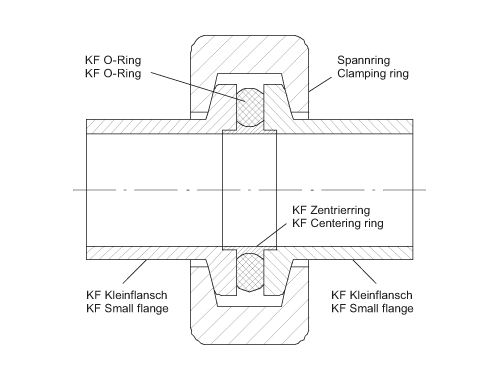 KF O-Ring
KF O-Ring
Spannring
Clamping ring
KF Zentrierring
KF Centering ring
KF Kleinflansch
KF Small flange
KF Kleinflansch
KF Small flange